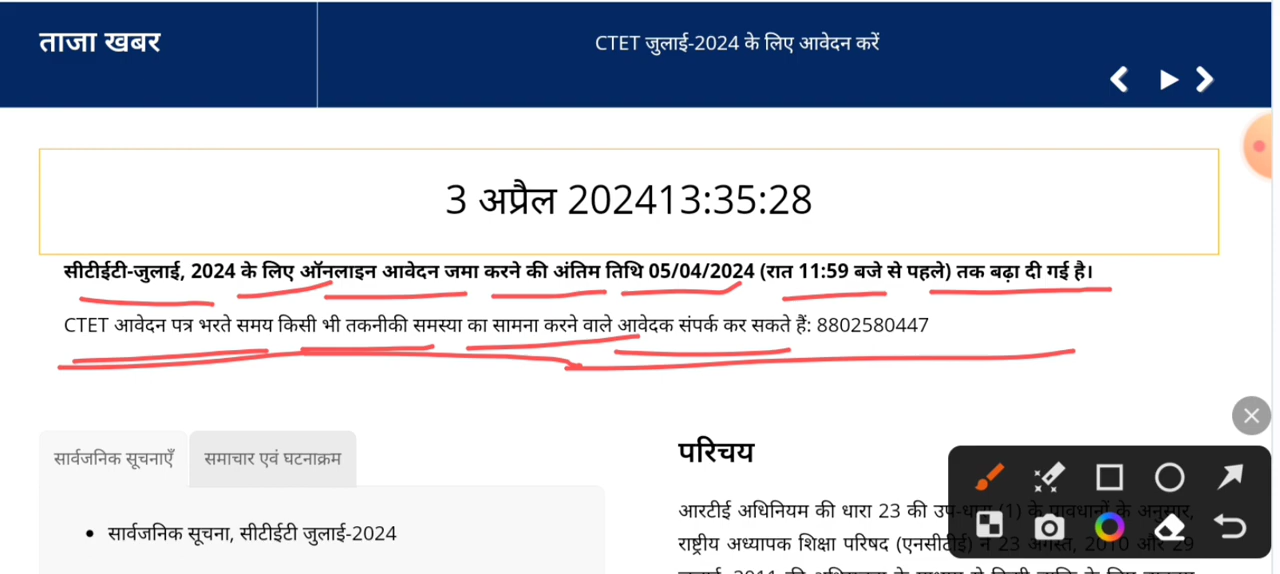 ताजा खबर
CTET जुलाई-2024 के लिए आवेदन करें
3 अप्रैल 202413:35:28
सीटीईटी-जुलाई, 2024 के लिए ऑनलाइन आवेदन जमा करने की अंतिम तिथि 05/04/2024 (रात 11:59 बजे से पहले) तक बढ़ा दी गई है।
CTET आवेदन पत्र भरते समय किसी भी तकनीकी समस्या का सामना करने वाले आवेदक संपर्क कर सकते हैं: 8802580447
सार्वजनिक सूचनाएँ
समाचार एवं घटनाक्रम
• सार्वजनिक सूचना, सीटीईटी जुलाई-2024
परिचय
आरटीई अधिनियम की धारा 23 की उप-धारा (1) के प्रावधानों के अनुसार,
राष्ट्रीय अध्यापक शिक्षा परिषद (एनसीटीई) ने 23 अगस्त, 2010 और 29